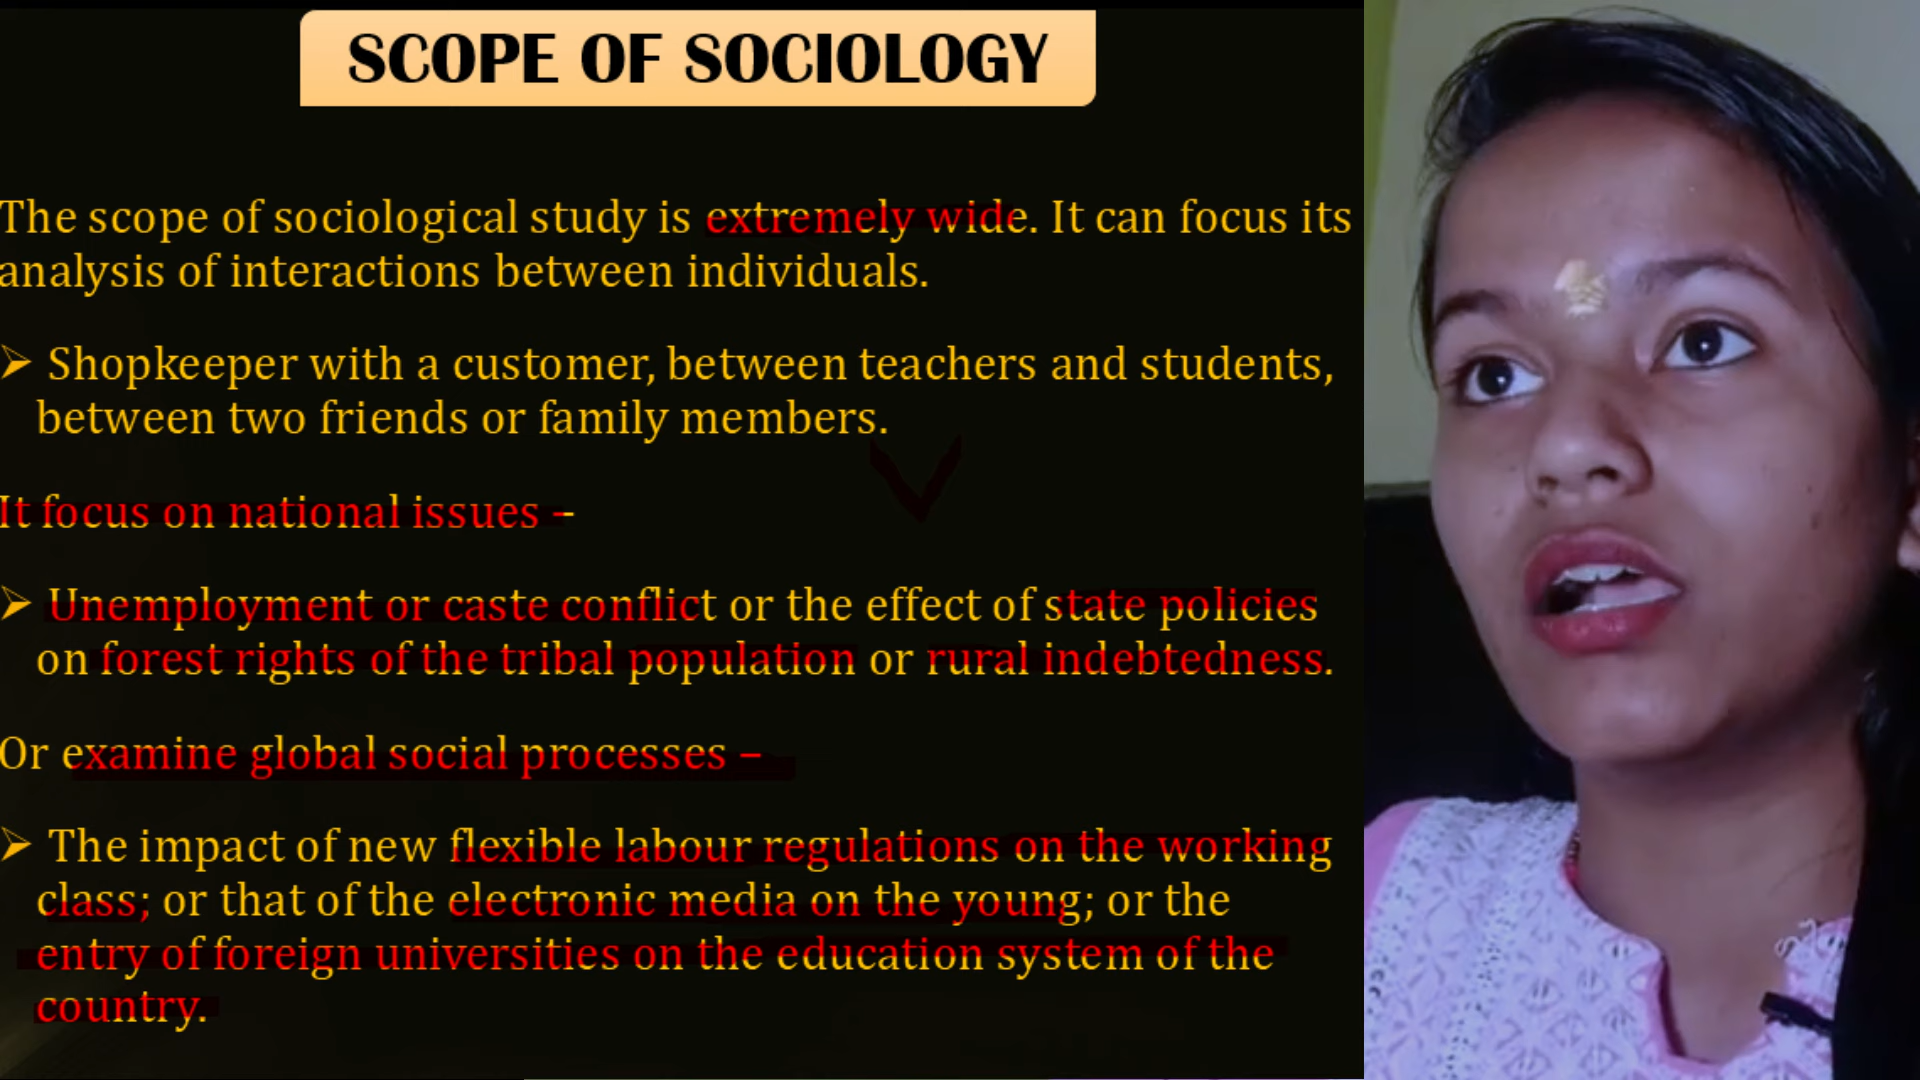 SCOPE OF SOCIOLOGY
The scope of sociological study is extremely wide. It can focus its
analysis of interactions between individuals.
➢ Shopkeeper with a customer, between teachers and students,
between two friends or family members.
It focus on national issues –
➢ Unemployment or caste conflict or the effect of state policies
on forest rights of the tribal population or rural indebtedness.
Or examine global social processes –
➢ The impact of new flexible labour regulations on the working
class; or that of the electronic media on the young; or the
entry of foreign universities on the education system of the
country.